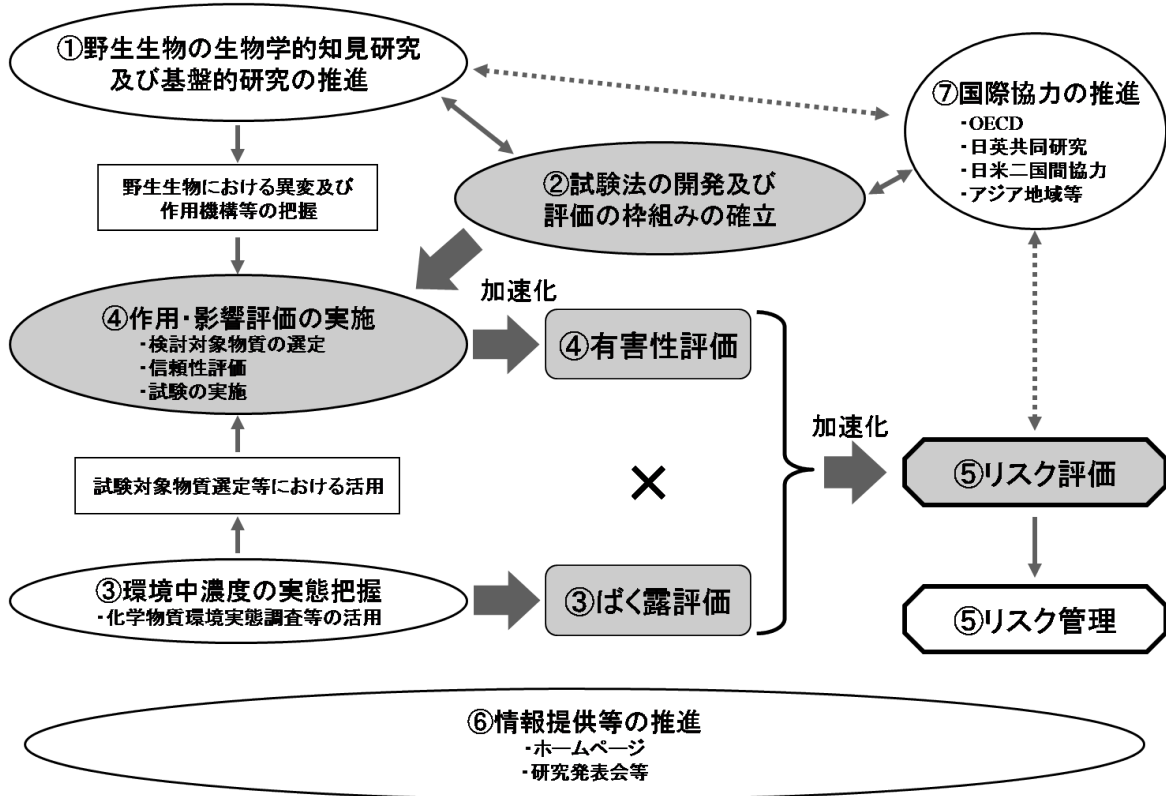 ①野生生物の生物学的知見研究
及び基盤的研究の推進
⑦国際協力の推進
・OECD
・日英共同研究
・日米二国間協力
・アジア地域等
②試験法の開発及び
評価の枠組みの確立
野生生物における異変及び
作用機構等の把握
④作用・影響評価の実施
・検討対象物質の選定
・信頼性評価
・試験の実施
加速化
④有害性評価
加速化
×
⑤リスク評価
試験対象物質選定等における活用
③環境中濃度の実態把握
・化学物質環境実態調査等の活用
③ばく露評価
⑤リスク管理
⑥情報提供等の推進
・ホームページ
・研究発表会等